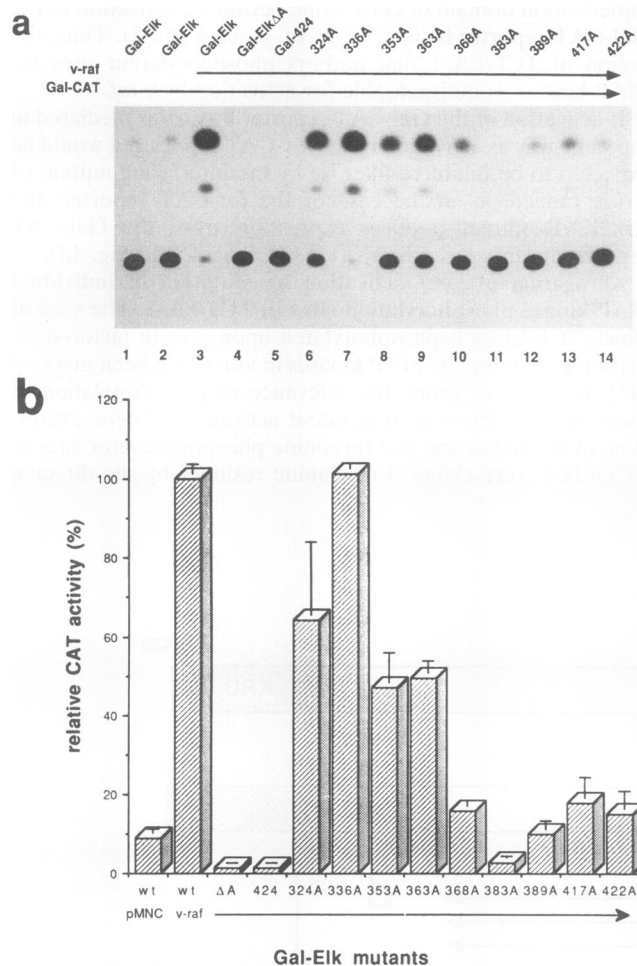 a
Gal-Elk Gal-Elk Gal-Elk Gal-ElkΔA Gal-424 324A 336A 353A 363A 368A 383A 389A 417A 422A
v-raf
Gal-CAT
1 2 3 4 5 6 7 8 9 10 11 12 13 14
b
120
100
80
60
40
20
0
relative CAT activity (%)
wt wt ΔA 424 324A 336A 353A 363A 368A 383A 389A 417A 422A
pMNC v-raf
Gal-Elk mutants